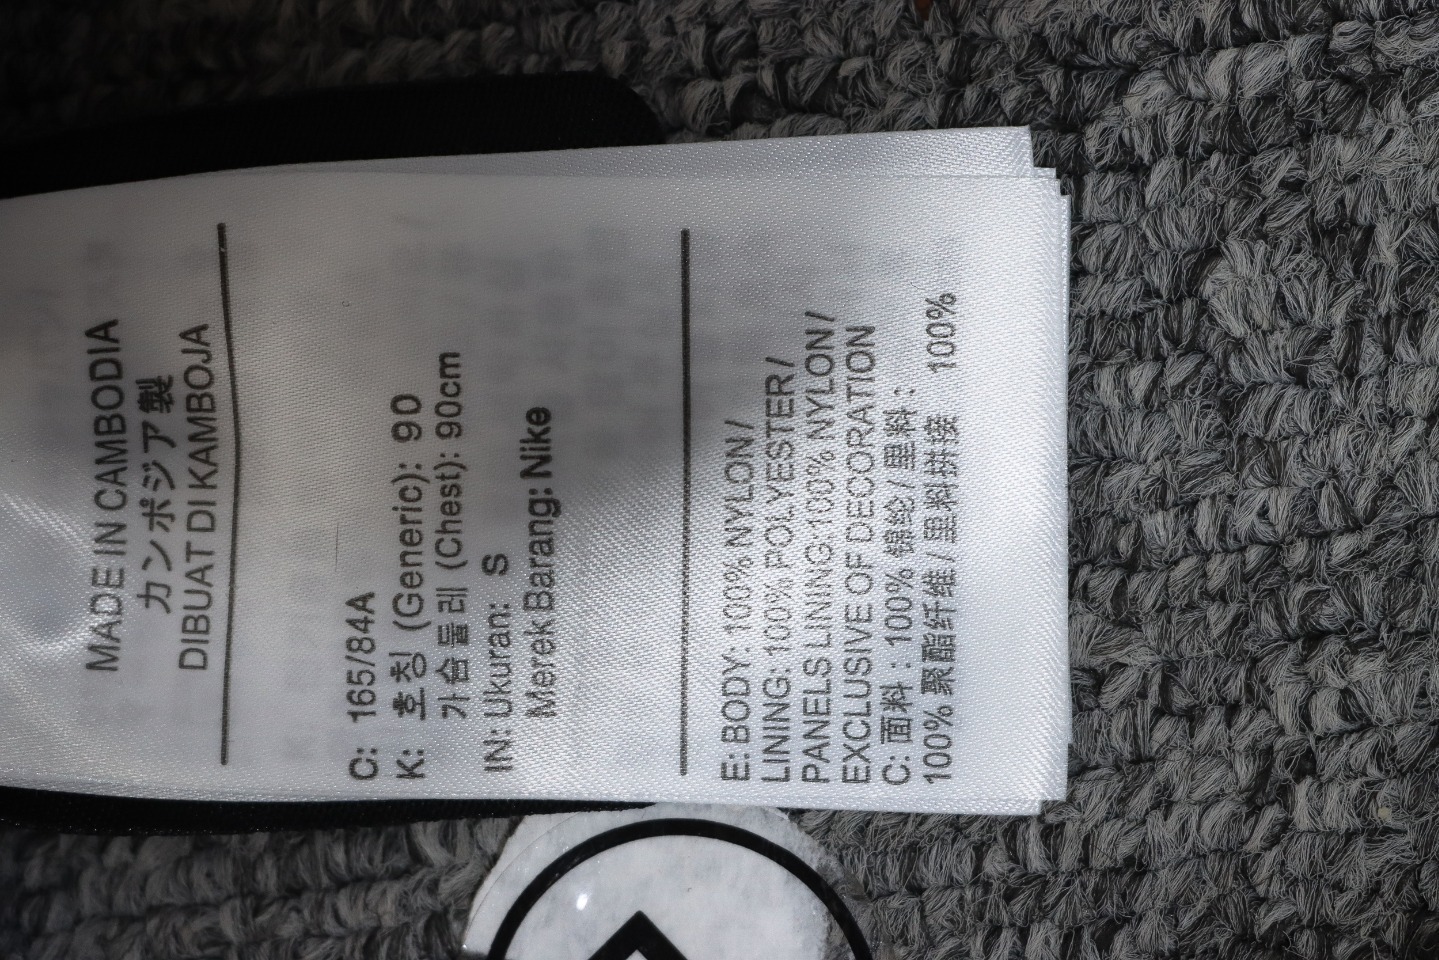 MADE IN CAMBODIA
カンボジア製
DIBUAT DI KAMBOJA
C: 165/84A
K: 호칭 (Generic): 90
가슴둘레 (Chest): 90cm
IN: Ukuran: S
Merek Barang: Nike
E: BODY: 100% NYLON/
LINING: 100% POLYESTER/
PANELS LINING:100% NYLON/
EXCLUSIVE OF DECORATION
C: 面料：100% 锦纶/里料：
100% 聚酯纤维/里料拼接 100%